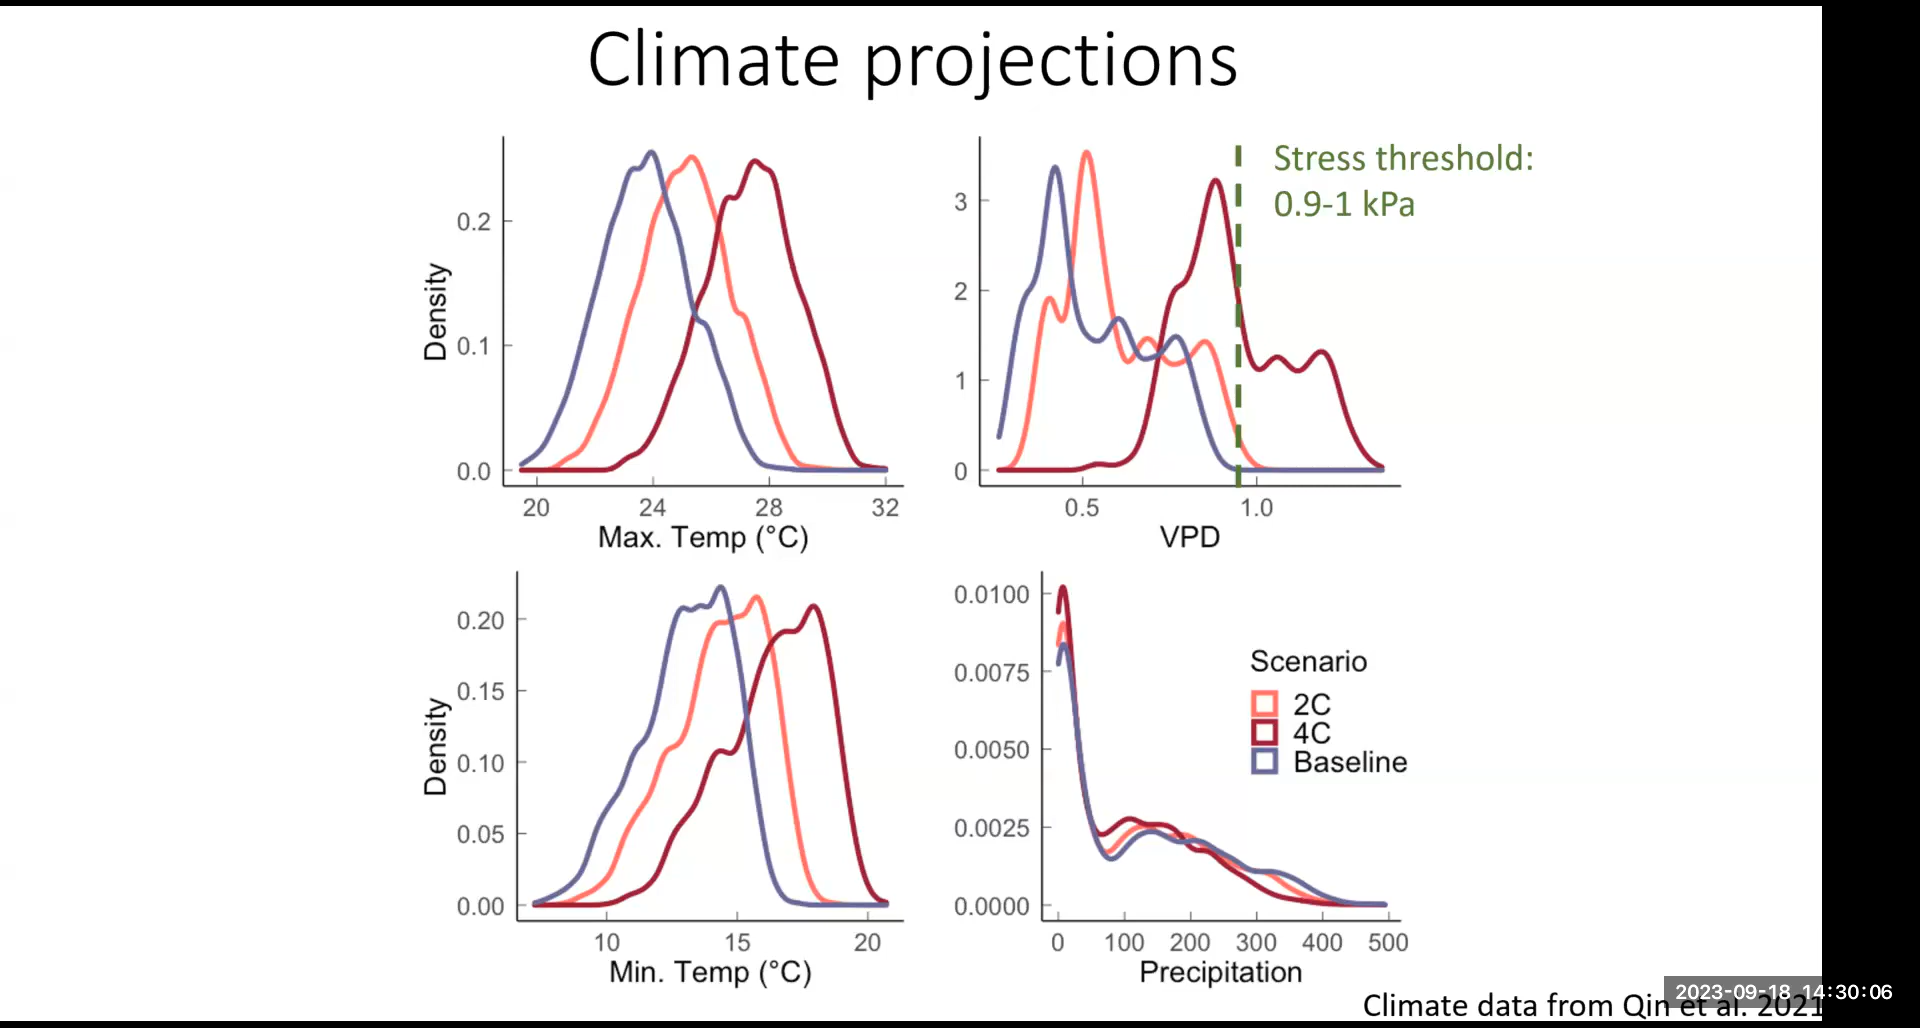 Climate projections
Stress threshold:
0.9-1 kPa
Density
0.2
0.1
0.0
20 24 28 32
Max. Temp (°C)
3
2
1
0
0.5 1.0
VPD
Density
0.20
0.15
0.10
0.05
0.00
10 15 20
Min. Temp (°C)
0.0100
0.0075
0.0050
0.0025
0.0000
0 100 200 300 400 500
Precipitation
Scenario
2C
4C
Baseline
2023-09-18 14:30:06
Climate data from Qin et al. 2021